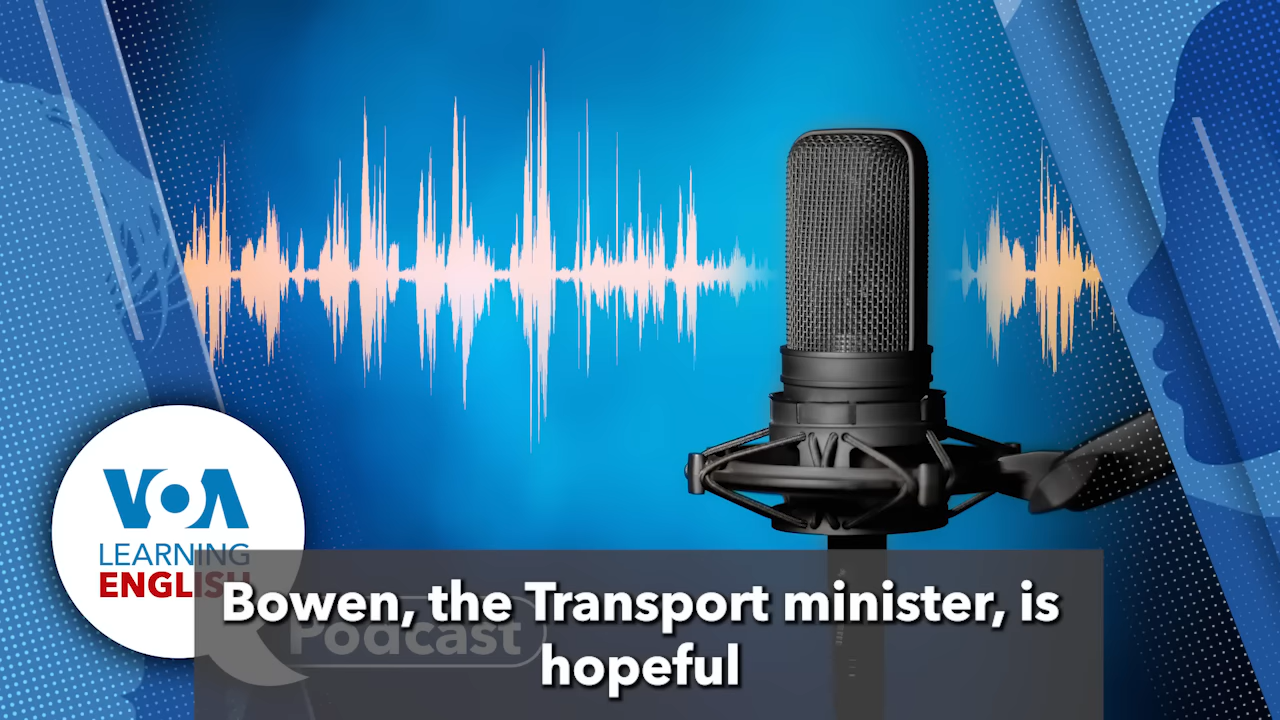 VOA
LEARNING
ENGLISH
Podcast
Bowen, the Transport minister, is
hopeful